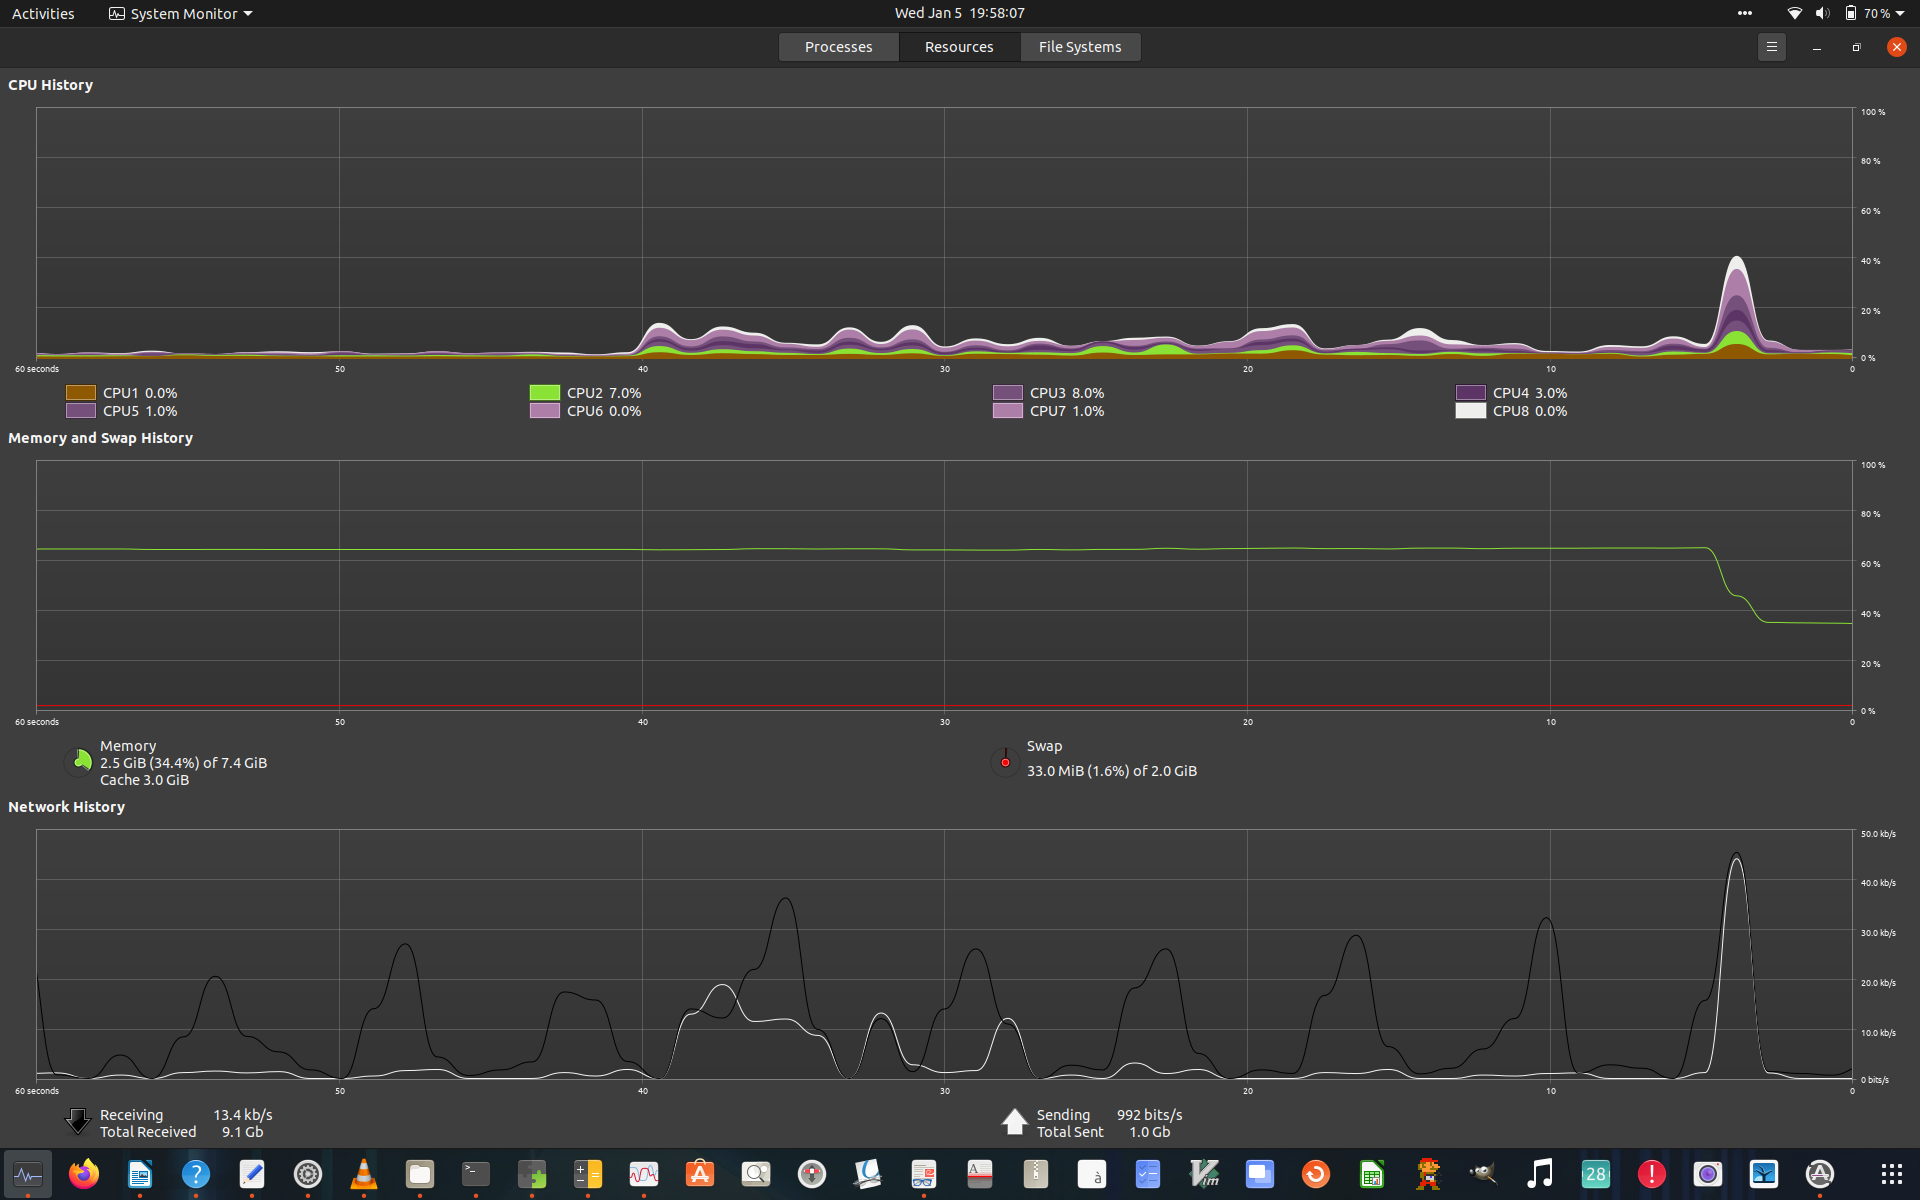 Activities
System Monitor
Wed Jan 5 19:58:07
70 %
Processes
Resources
File Systems
CPU History
100 %
80 %
60 %
40 %
20 %
0 %
60 seconds 50 40 30 20 10 0
CPU1 0.0% CPU2 7.0% CPU3 8.0% CPU4 3.0%
CPU5 1.0% CPU6 0.0% CPU7 1.0% CPU8 0.0%
Memory and Swap History
100 %
80 %
60 %
40 %
20 %
0 %
60 seconds 50 40 30 20 10 0
Memory
2.5 GiB (34.4%) of 7.4 GiB
Cache 3.0 GiB
Swap
33.0 MiB (1.6%) of 2.0 GiB
Network History
50.0 kb/s
40.0 kb/s
30.0 kb/s
20.0 kb/s
10.0 kb/s
0 bits/s
60 seconds 50 40 30 20 10 0
Receiving 13.4 kb/s
Total Received 9.1 Gb
Sending 992 bits/s
Total Sent 1.0 Gb
?
>_
A
à
Vim
28
!